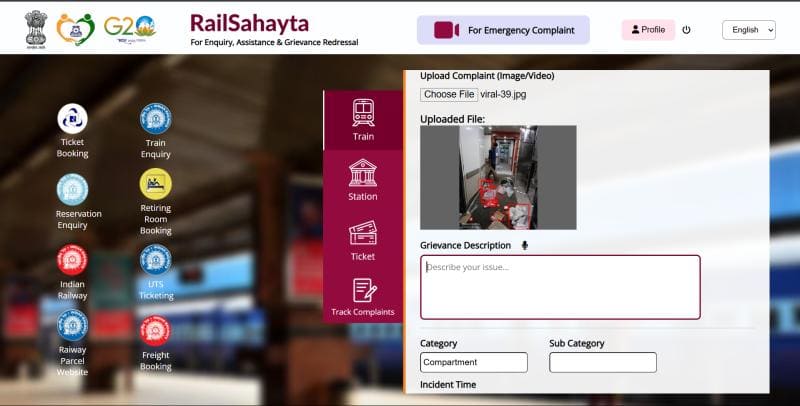 G20
RailSahayta
For Enquiry, Assistance & Grievance Redressal
For Emergency Complaint
Profile
English
Ticket
Booking
Train
Enquiry
Reservation
Enquiry
Retiring
Room
Booking
Indian
Railway
UTS
Ticketing
Raiway
Parcel
Website
Freight
Booking
Train
Station
Ticket
Track Complaints
Upload Complaint (Image/Video)
Choose File viral-39.jpg
Uploaded File:
Grievance Description
Describe your issue...
Category
Sub Category
Compartment
Incident Time